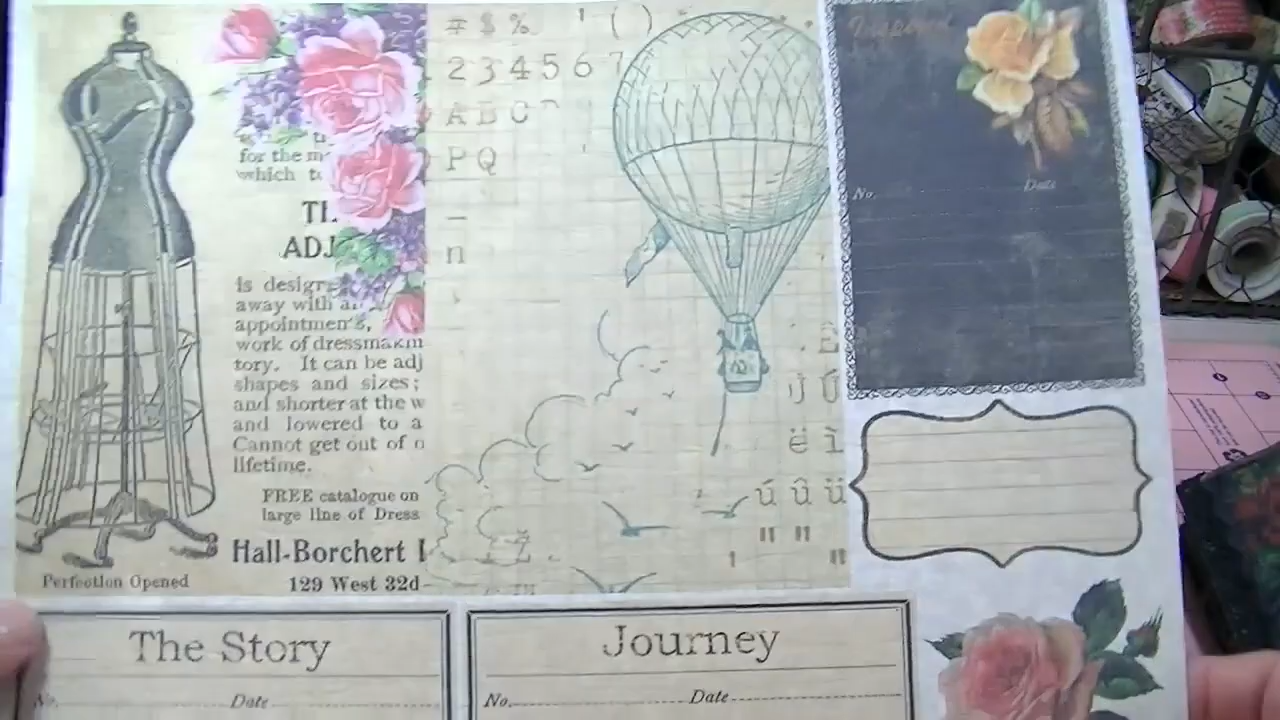 for the m
which t
TH
ADJ
is design
away with a
appointmen's,
work of dressmakin
tory. It can be adj
shapes and sizes;
and shorter at the w
and lowered to a
Cannot get out of o
lifetime.
FREE catalogue on
large line of Dress
Hall-Borchert
129 West 32d
Perfection Opened
# $ % ' ( )
2 3 4 5 6 7
A B C
P Q
n
Ú
ë ì
ú û ü
" "
"
No. Date
The Story
No. Date
Journey
No. Date